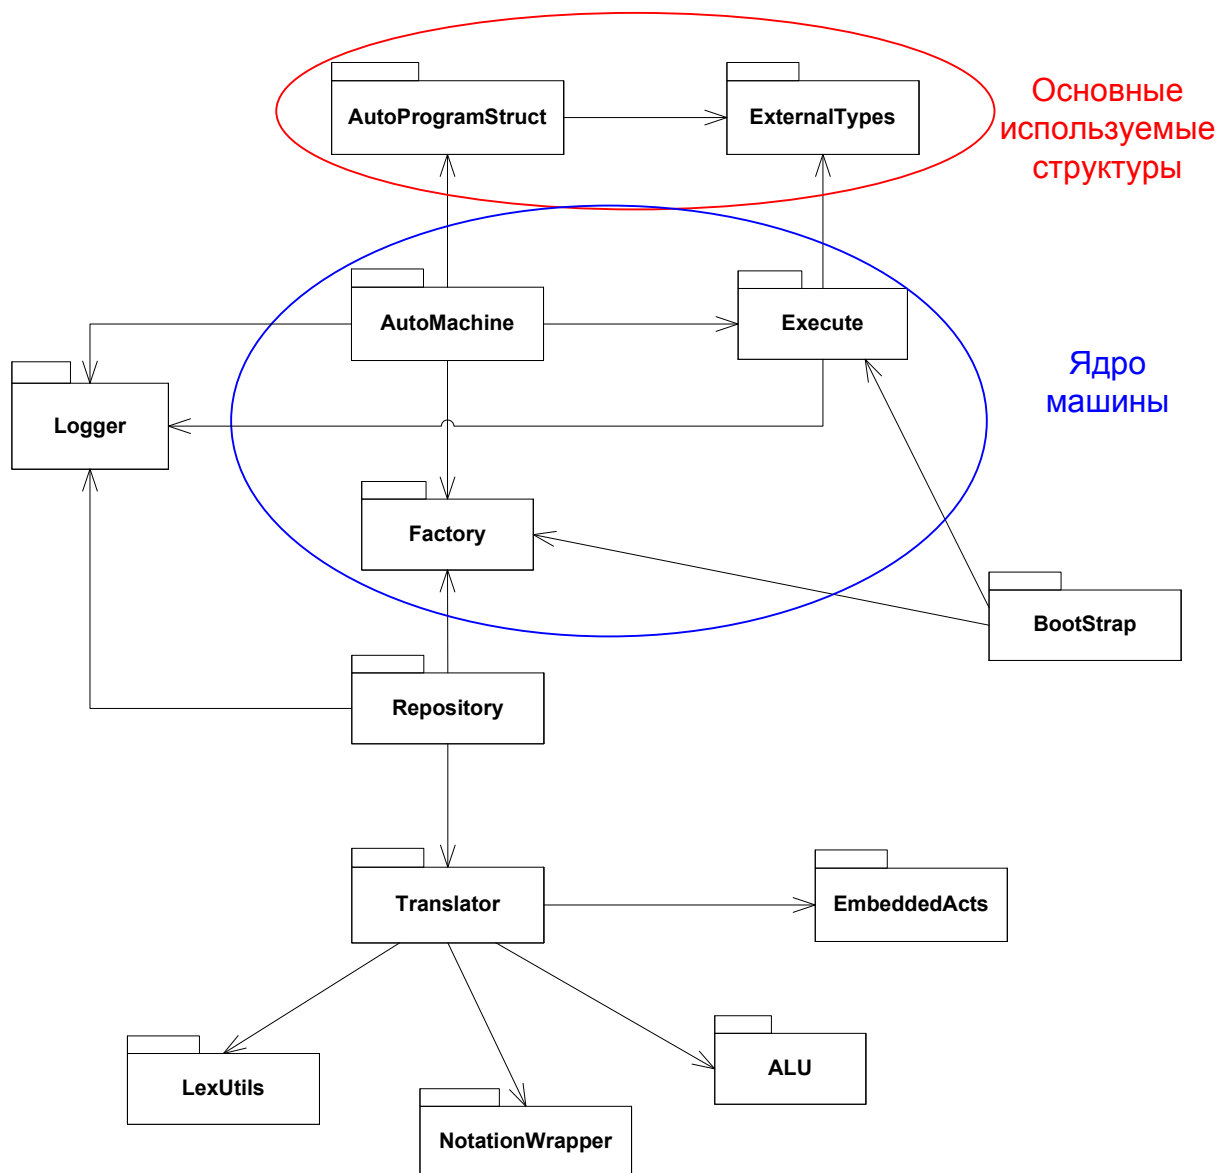 AutoProgramStruct
ExternalTypes
Основные
используемые
структуры
AutoMachine
Execute
Ядро
машины
Logger
Factory
BootStrap
Repository
Translator
EmbeddedActs
LexUtils
ALU
NotationWrapper